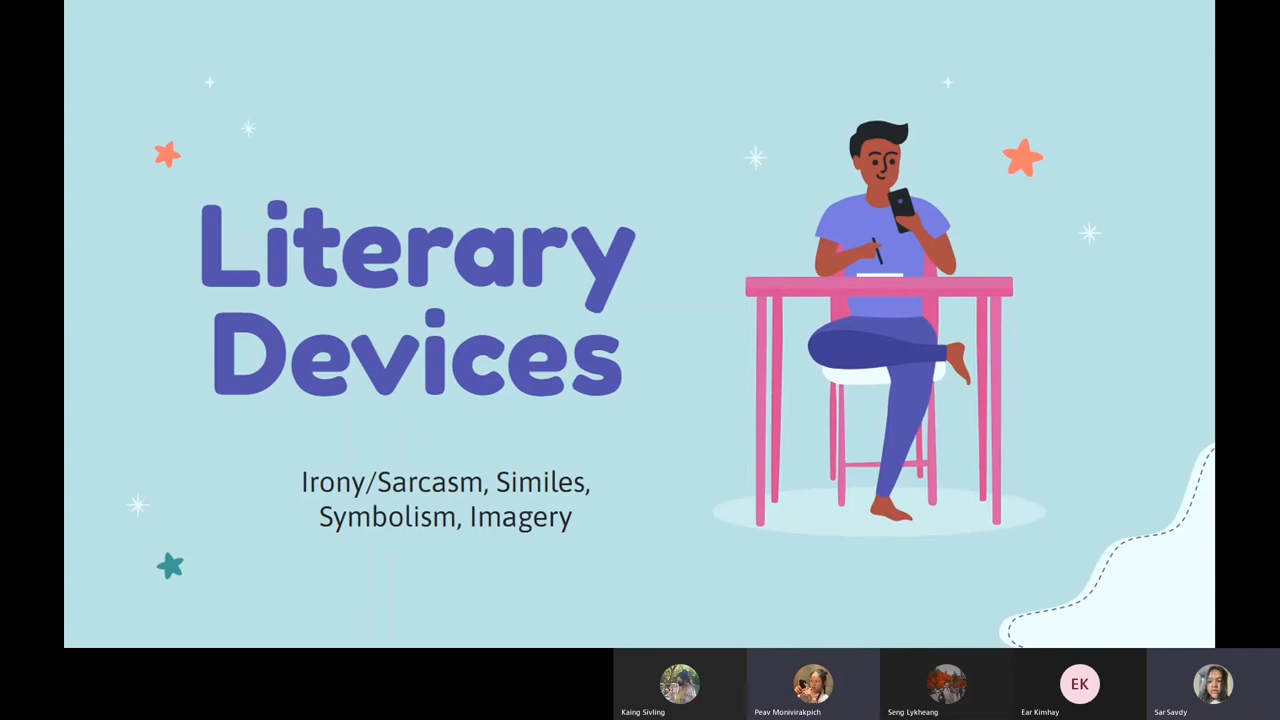 Literary
Devices
Irony/Sarcasm, Similes,
Symbolism, Imagery
EK
Kaing Sivling
Peav Monivirakpich
Seng Lykheang
Ear Kimhay
Sar Savdy